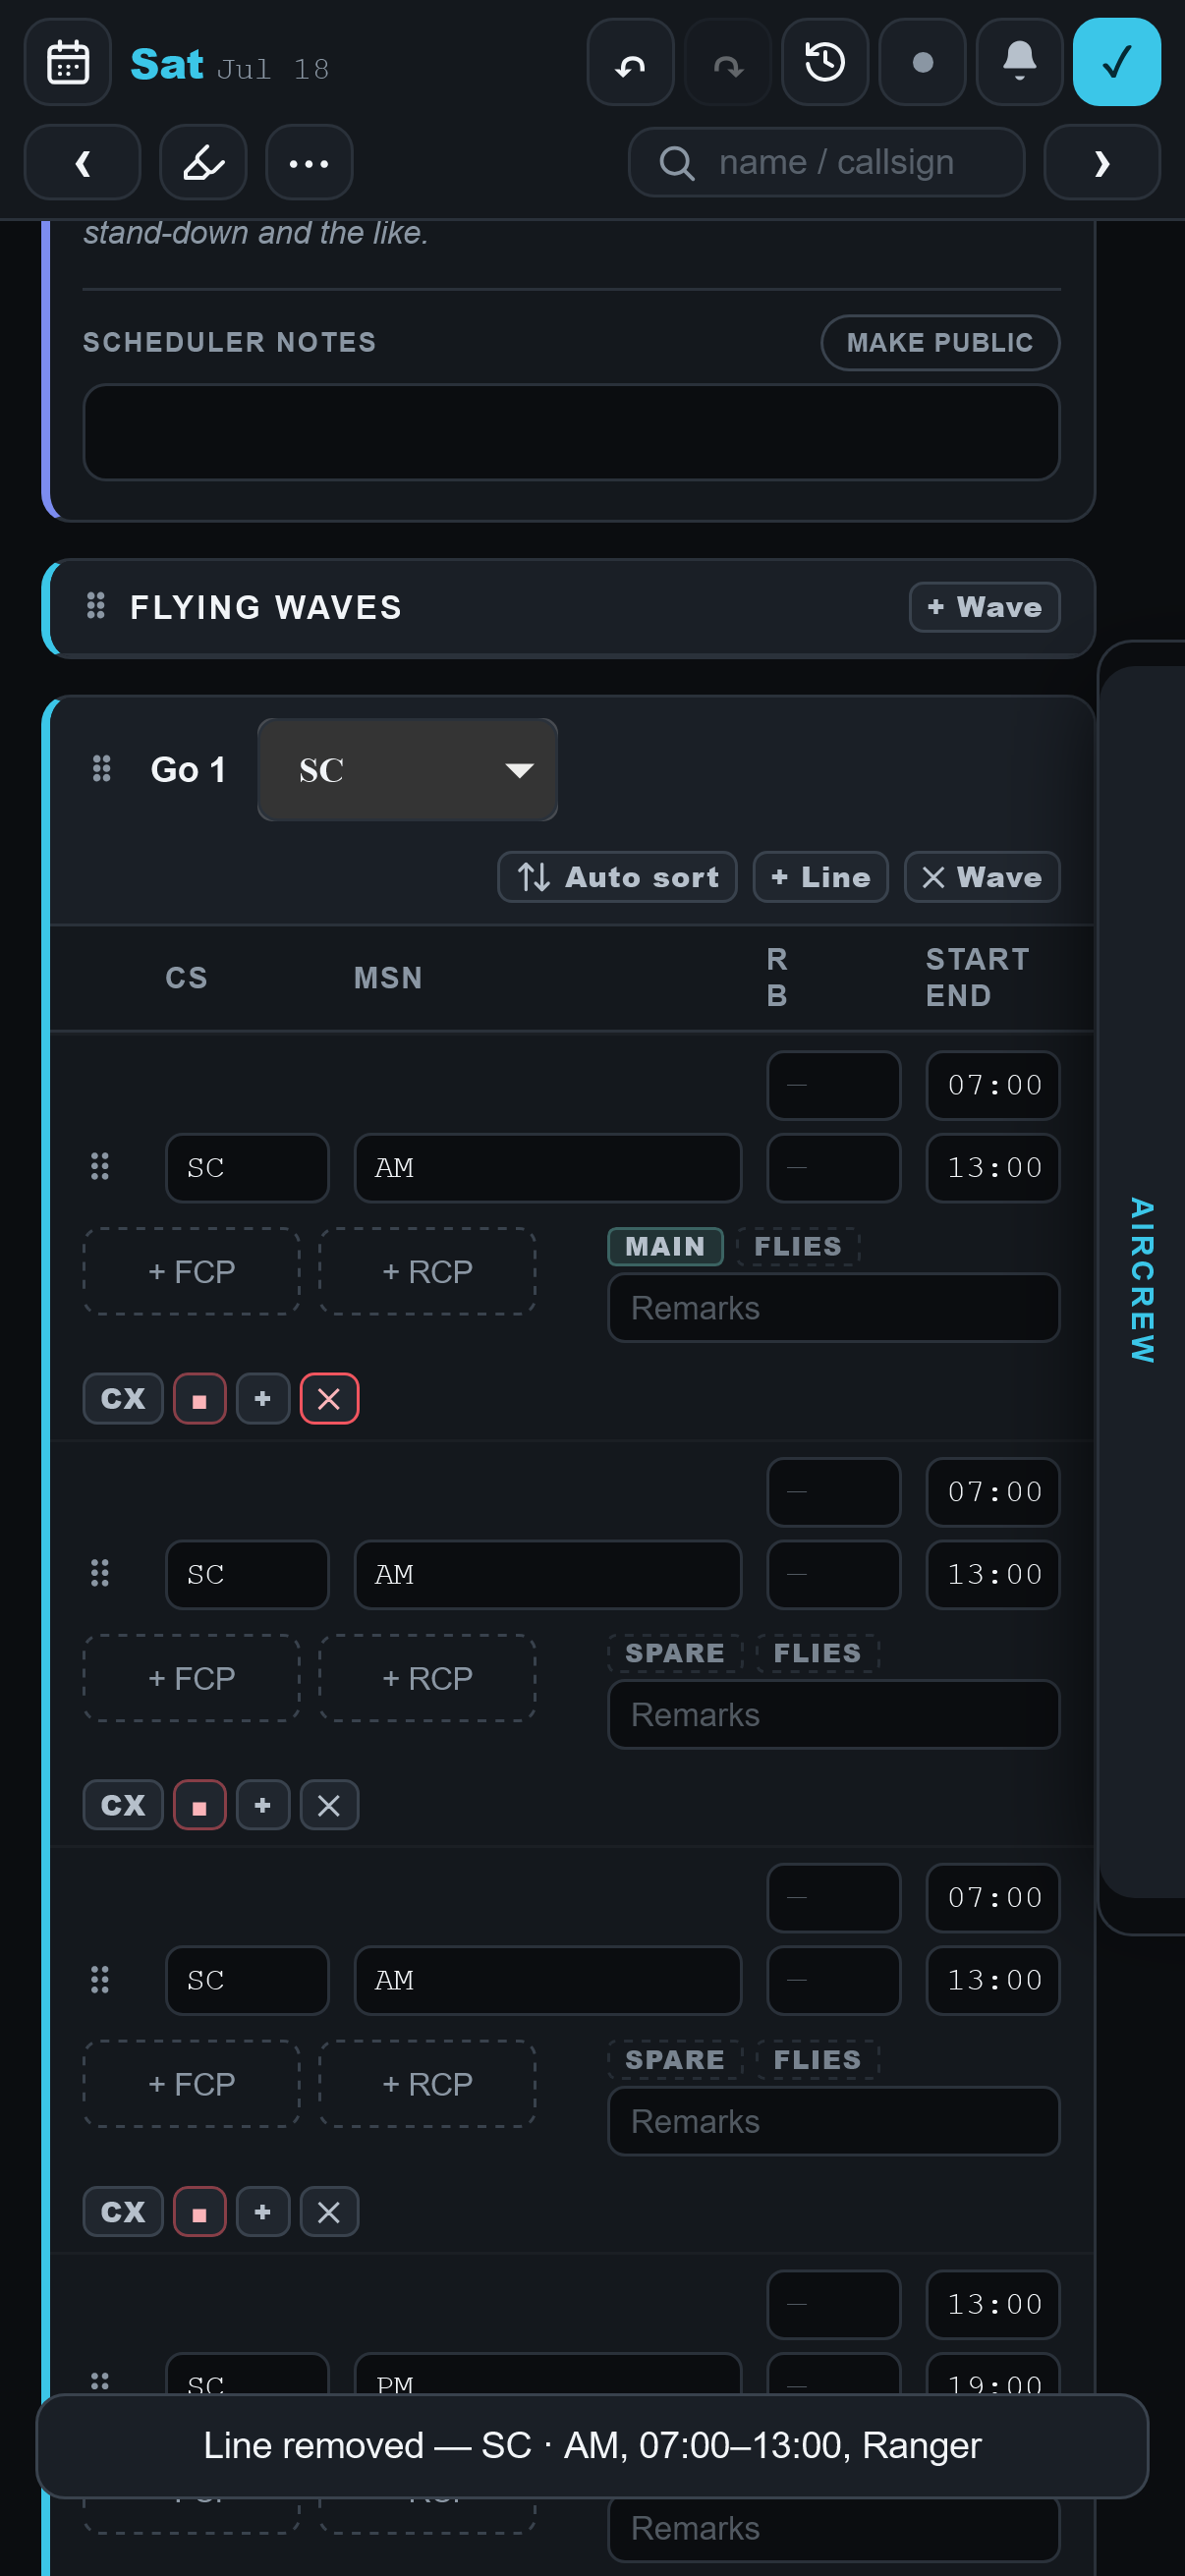 Sat Jul 18
name / callsign
stand-down and the like.
SCHEDULER NOTES
MAKE PUBLIC
FLYING WAVES
+ Wave
Go 1
SC
Auto sort
+ Line
Wave
CS
MSN
R
B
START
END
—
07:00
SC
AM
—
13:00
+ FCP
+ RCP
MAIN
FLIES
Remarks
CX
+
—
07:00
SC
AM
—
13:00
+ FCP
+ RCP
SPARE
FLIES
Remarks
CX
+
—
07:00
SC
AM
—
13:00
+ FCP
+ RCP
SPARE
FLIES
Remarks
CX
+
—
13:00
SC
PM
—
19:00
Line removed — SC · AM, 07:00–13:00, Ranger
Remarks
AIRCREW